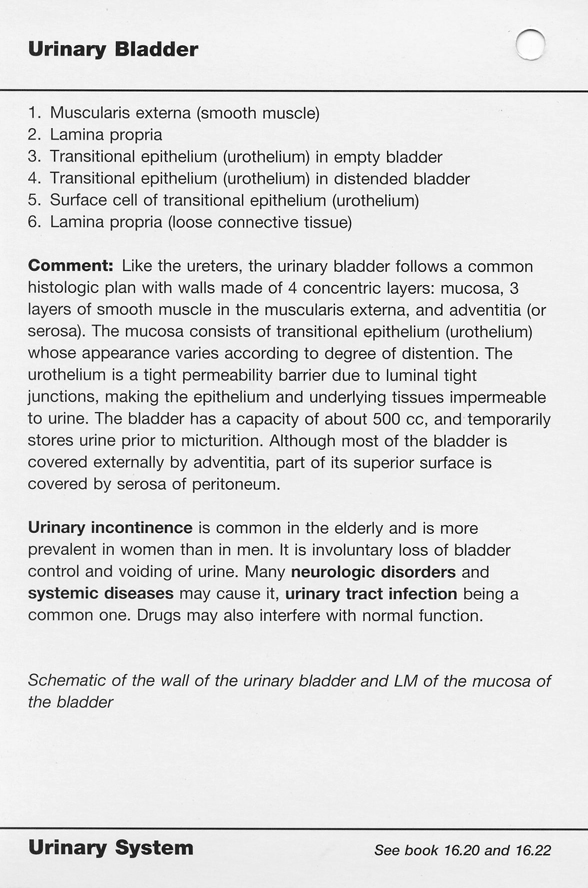 Urinary Bladder
1. Muscularis externa (smooth muscle)
2. Lamina propria
3. Transitional epithelium (urothelium) in empty bladder
4. Transitional epithelium (urothelium) in distended bladder
5. Surface cell of transitional epithelium (urothelium)
6. Lamina propria (loose connective tissue)
Comment: Like the ureters, the urinary bladder follows a common
histologic plan with walls made of 4 concentric layers: mucosa, 3
layers of smooth muscle in the muscularis externa, and adventitia (or
serosa). The mucosa consists of transitional epithelium (urothelium)
whose appearance varies according to degree of distention. The
urothelium is a tight permeability barrier due to luminal tight
junctions, making the epithelium and underlying tissues impermeable
to urine. The bladder has a capacity of about 500 cc, and temporarily
stores urine prior to micturition. Although most of the bladder is
covered externally by adventitia, part of its superior surface is
covered by serosa of peritoneum.
Urinary incontinence is common in the elderly and is more
prevalent in women than in men. It is involuntary loss of bladder
control and voiding of urine. Many neurologic disorders and
systemic diseases may cause it, urinary tract infection being a
common one. Drugs may also interfere with normal function.
Schematic of the wall of the urinary bladder and LM of the mucosa of
the bladder
Urinary System
See book 16.20 and 16.22